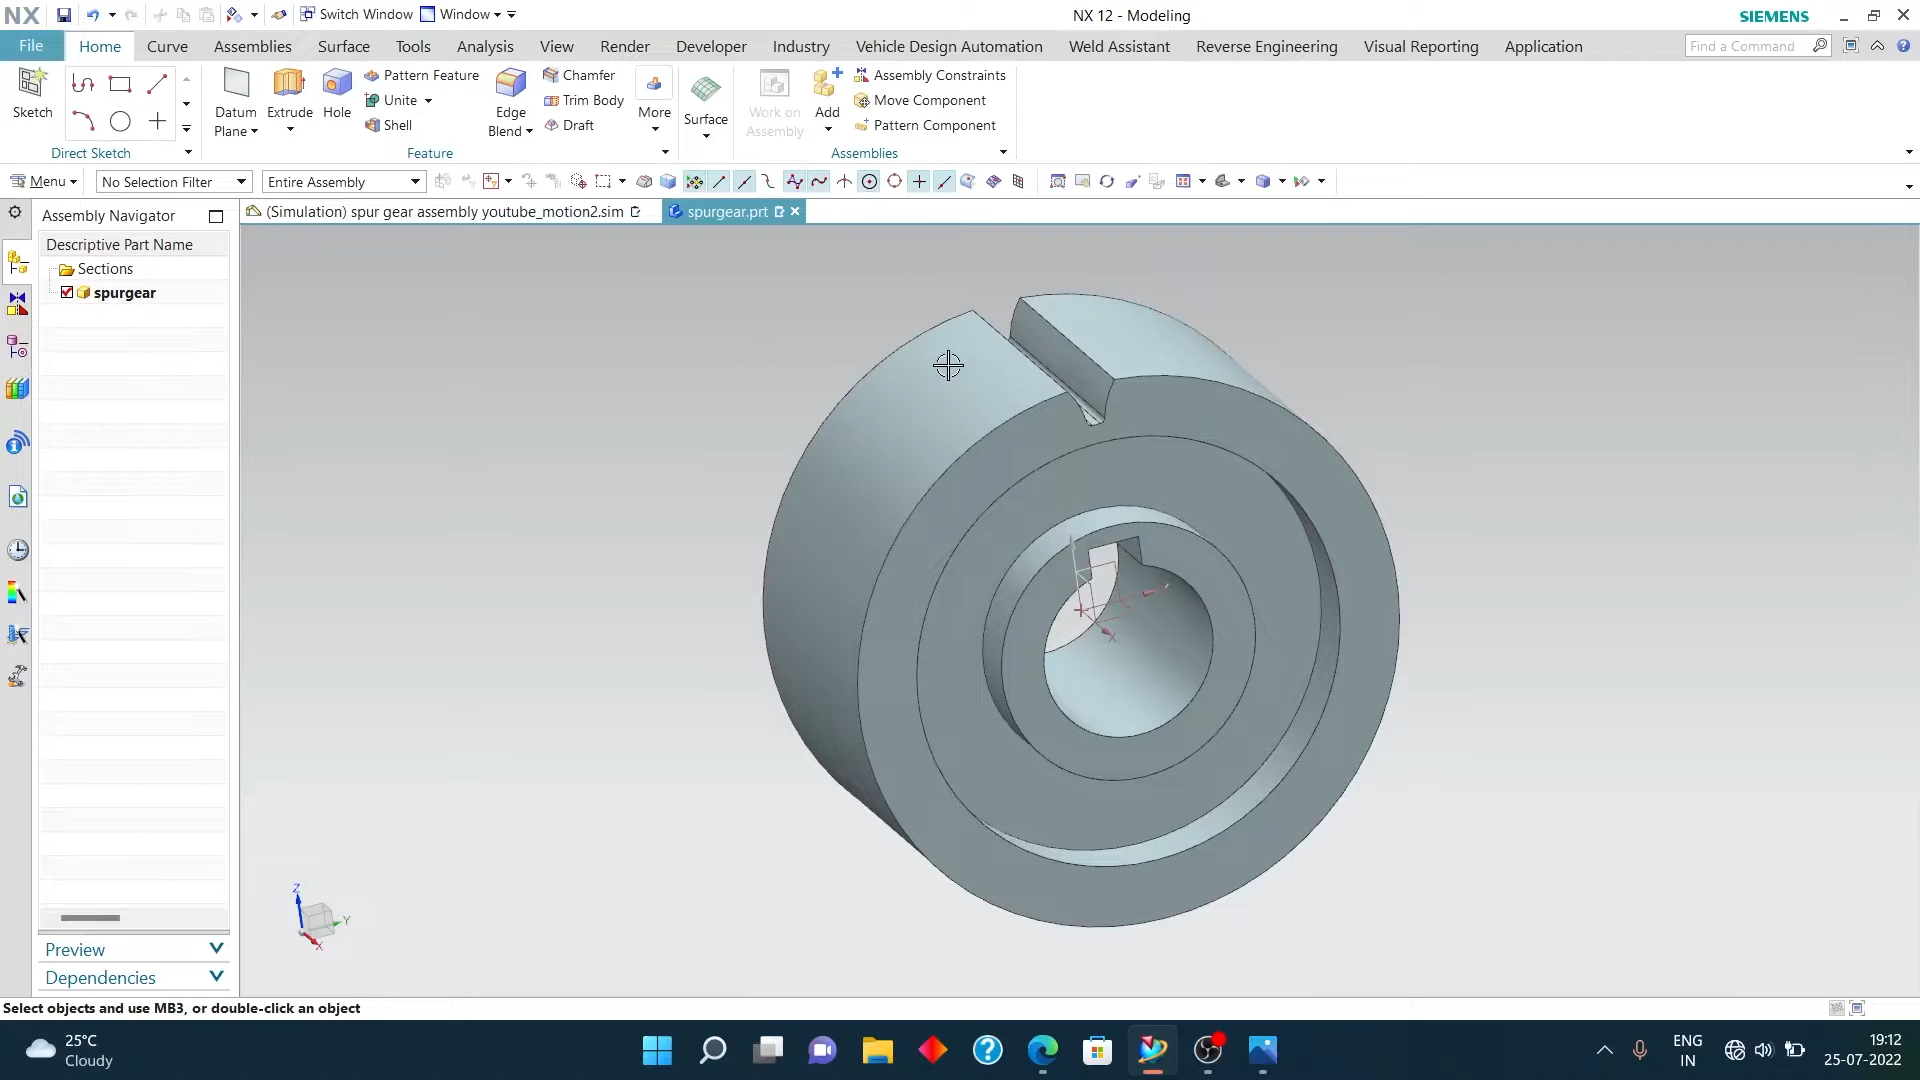 NX
Switch Window
Window
NX 12 - Modeling
SIEMENS
File
Home
Curve
Assemblies
Surface
Tools
Analysis
View
Render
Developer
Industry
Vehicle Design Automation
Weld Assistant
Reverse Engineering
Visual Reporting
Application
Find a Command
Sketch
Direct Sketch
Datum
Plane
Extrude
Hole
Pattern Feature
Unite
Shell
Edge
Blend
Chamfer
Trim Body
Draft
More
Feature
Surface
Work on
Assembly
Add
Assembly Constraints
Move Component
Pattern Component
Assemblies
Menu
No Selection Filter
Entire Assembly
Assembly Navigator
(Simulation) spur gear assembly youtube_motion2.sim
spurgear.prt
Descriptive Part Name
Sections
spurgear
Z
Y
X
X
Preview
Dependencies
Select objects and use MB3, or double-click an object
25°C
Cloudy
ENG
IN
19:12
25-07-2022